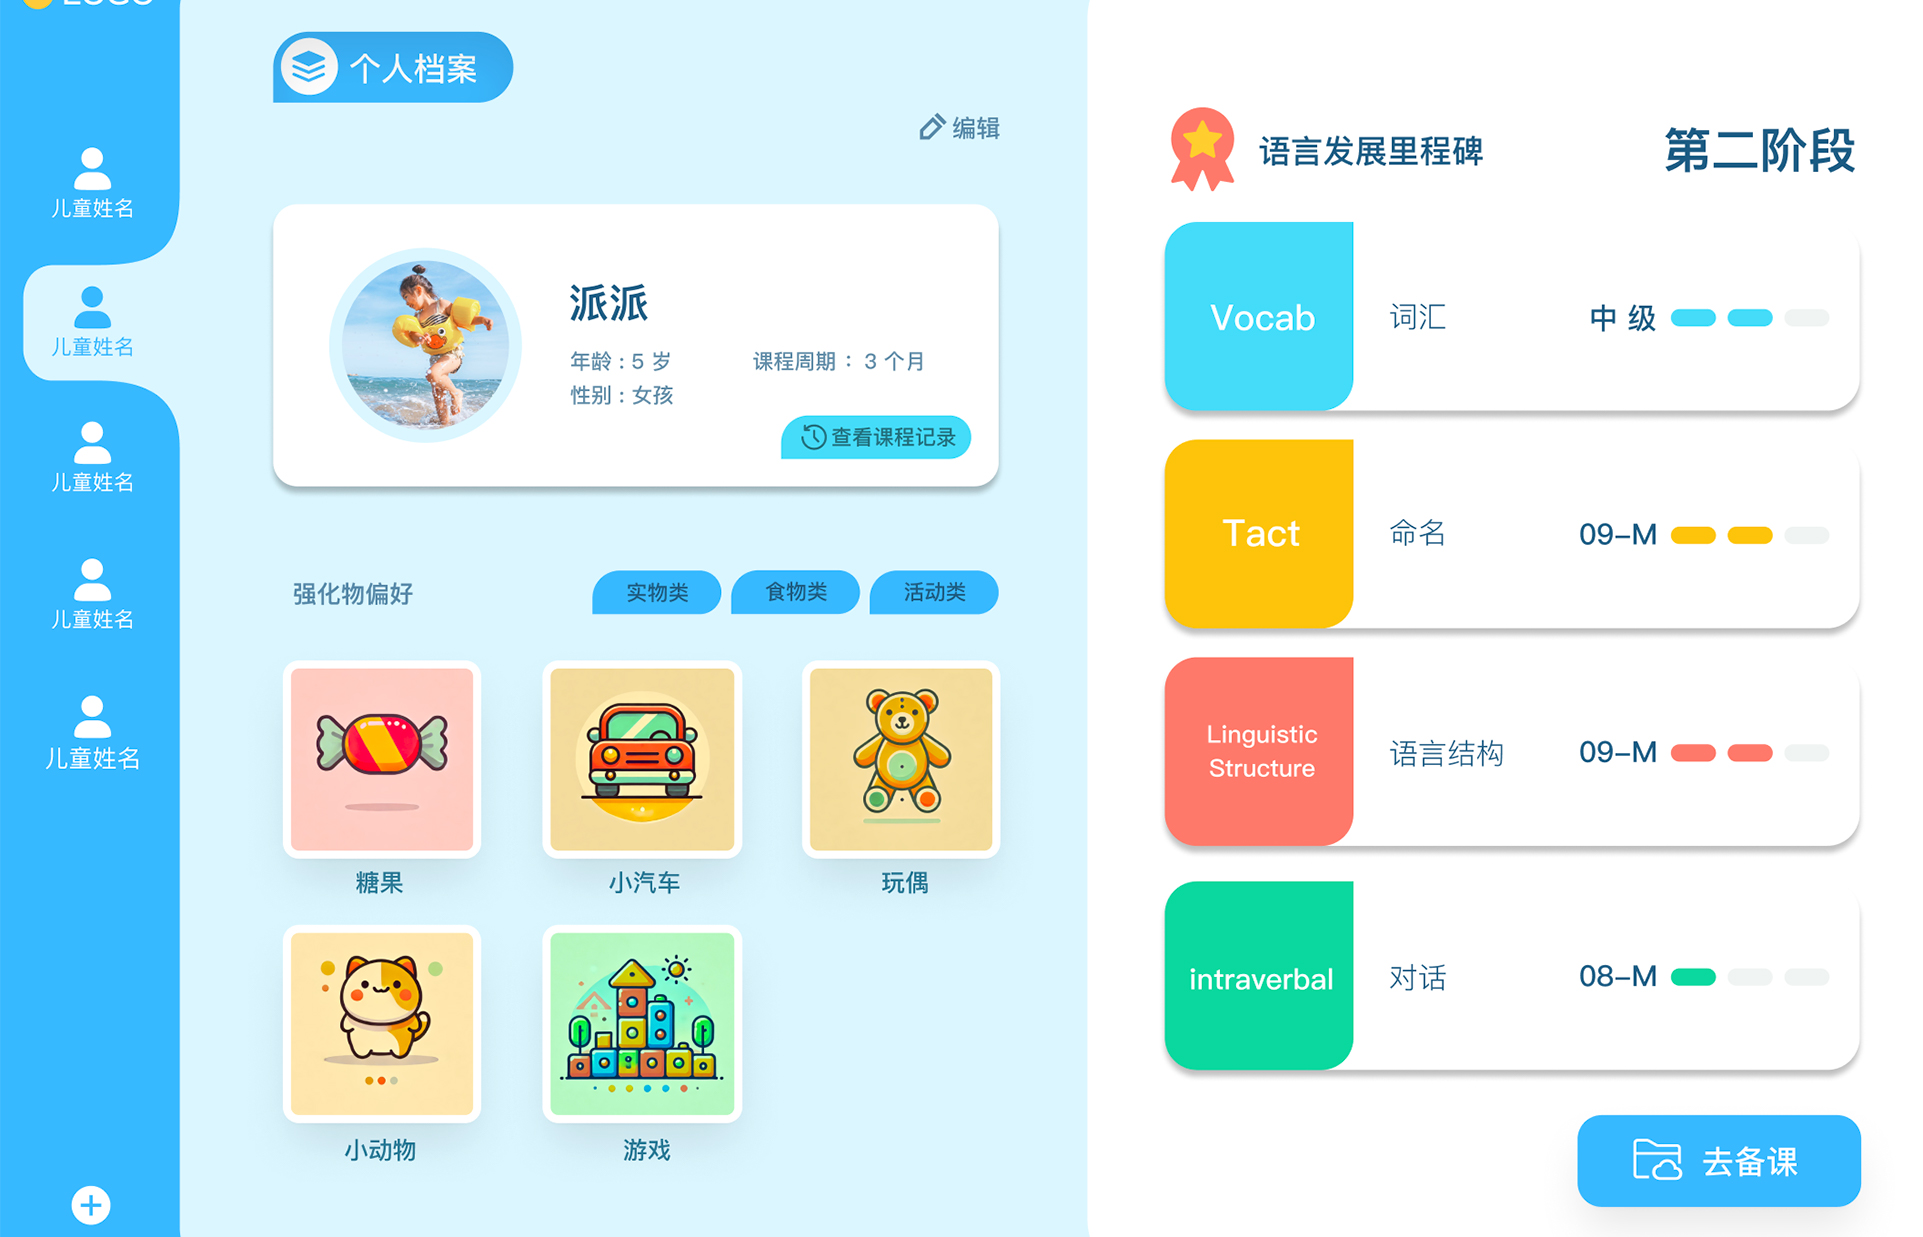 LOGO
儿童姓名
儿童姓名
儿童姓名
儿童姓名
儿童姓名
个人档案
编辑
派派
年龄 : 5 岁
课程周期 : 3 个月
性别 : 女孩
查看课程记录
强化物偏好
实物类
食物类
活动类
糖果
小汽车
玩偶
小动物
游戏
语言发展里程碑
第二阶段
Vocab
词汇
中 级
Tact
命名
09-M
Linguistic
Structure
语言结构
09-M
intraverbal
对话
08-M
去备课